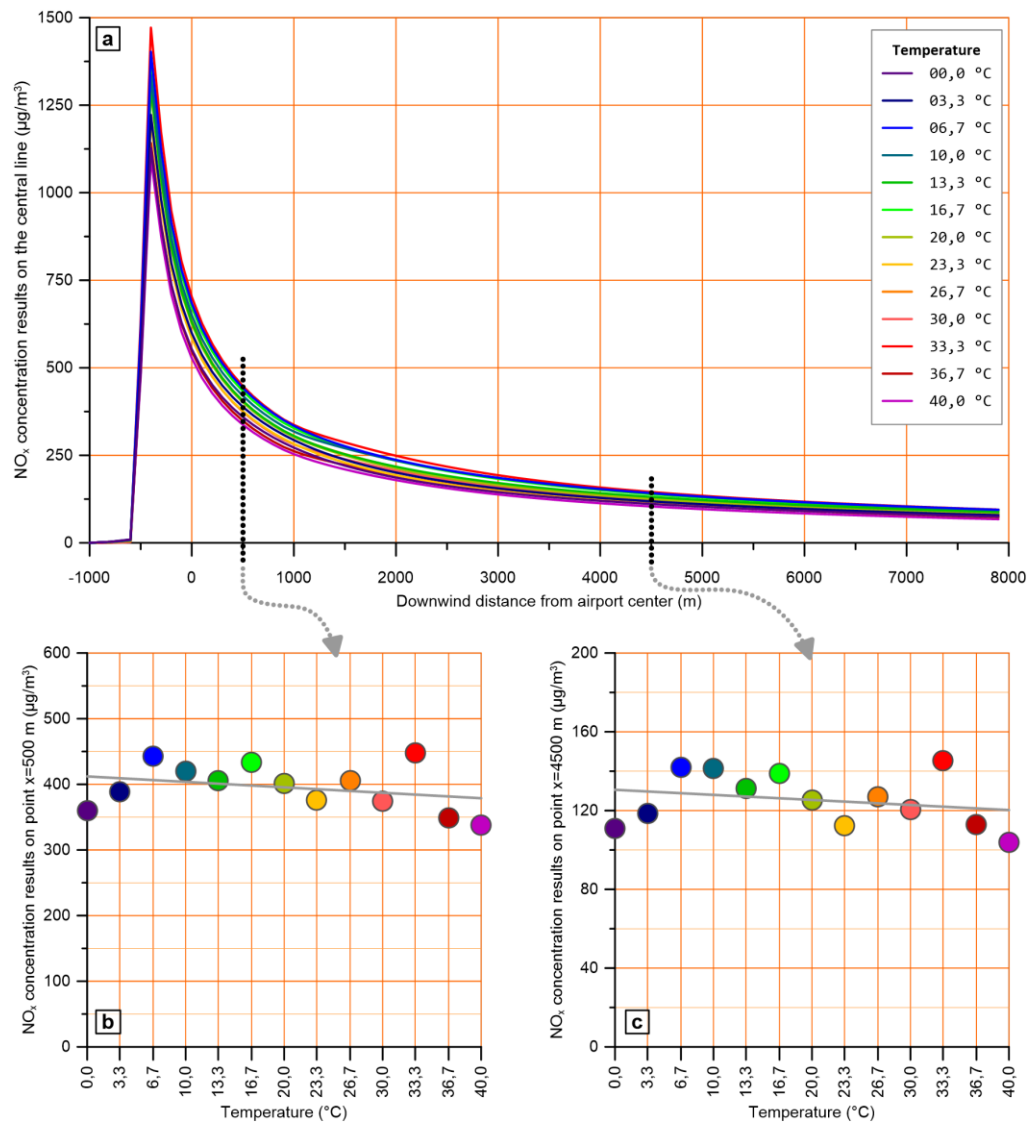 a
NOₓ concentration results on the central line (µg/m³)
1500
1250
1000
750
500
250
0
-1000 0 1000 2000 3000 4000 5000 6000 7000 8000
Downwind distance from airport center (m)
Temperature
00,0 °C
03,3 °C
06,7 °C
10,0 °C
13,3 °C
16,7 °C
20,0 °C
23,3 °C
26,7 °C
30,0 °C
33,3 °C
36,7 °C
40,0 °C
NOₓ concentration results on point x=500 m (µg/m³)
600
500
400
300
200
100
0
b
0,0 3,3 6,7 10,0 13,3 16,7 20,0 23,3 26,7 30,0 33,3 36,7 40,0
Temperature (°C)
NOₓ concentration results on point x=4500 m (µg/m³)
200
160
120
80
40
0
c
0,0 3,3 6,7 10,0 13,3 16,7 20,0 23,3 26,7 30,0 33,3 36,7 40,0
Temperature (°C)